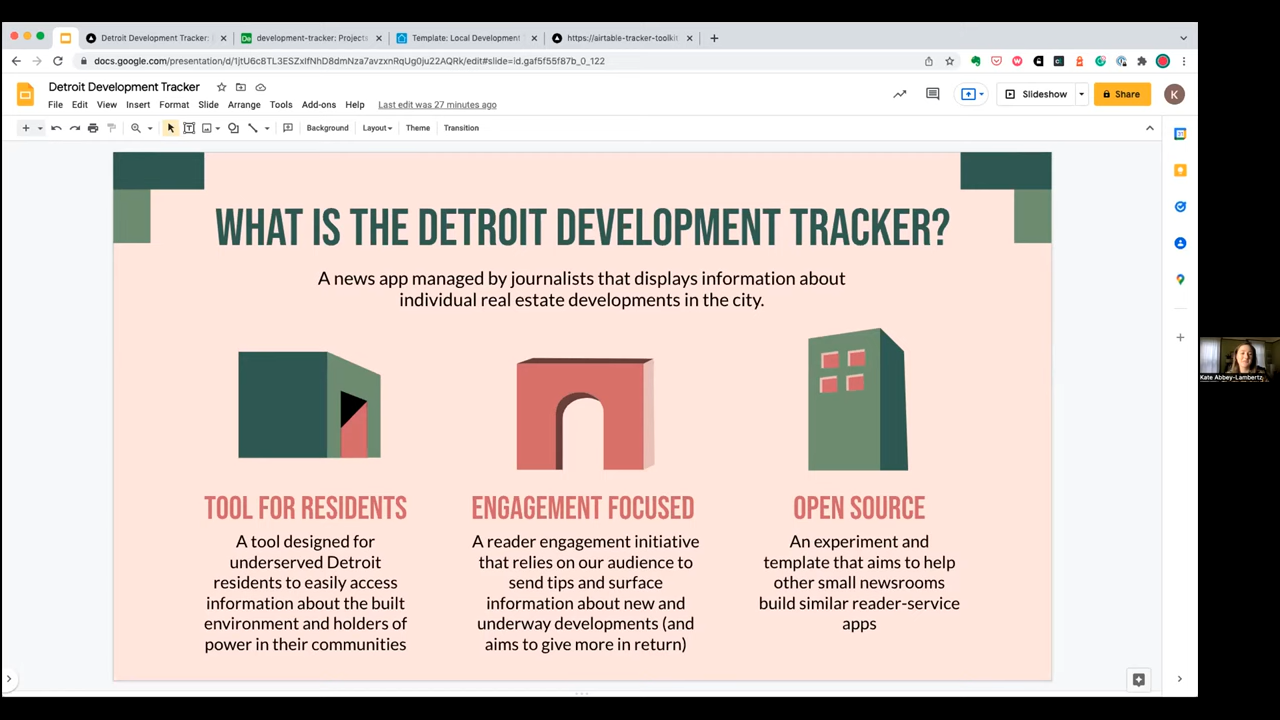 Detroit Development Tracker:
development-tracker: Projects
Template: Local Development
https://airtable-tracker-toolkit
docs.google.com/presentation/d/1jtU6c8TL3ESZxIfNhD8dmNza7avzxnRqUg0ju22AQRk/edit#slide=id.gaf5f55f87b_0_122
Detroit Development Tracker
File Edit View Insert Format Slide Arrange Tools Add-ons Help Last edit was 27 minutes ago
Slideshow
Share
K
Background Layout Theme Transition
WHAT IS THE DETROIT DEVELOPMENT TRACKER?
A news app managed by journalists that displays information about
individual real estate developments in the city.
TOOL FOR RESIDENTS
A tool designed for
underserved Detroit
residents to easily access
information about the built
environment and holders of
power in their communities
ENGAGEMENT FOCUSED
A reader engagement initiative
that relies on our audience to
send tips and surface
information about new and
underway developments (and
aims to give more in return)
OPEN SOURCE
An experiment and
template that aims to help
other small newsrooms
build similar reader-service
apps
Kate Abbey-Lambertz